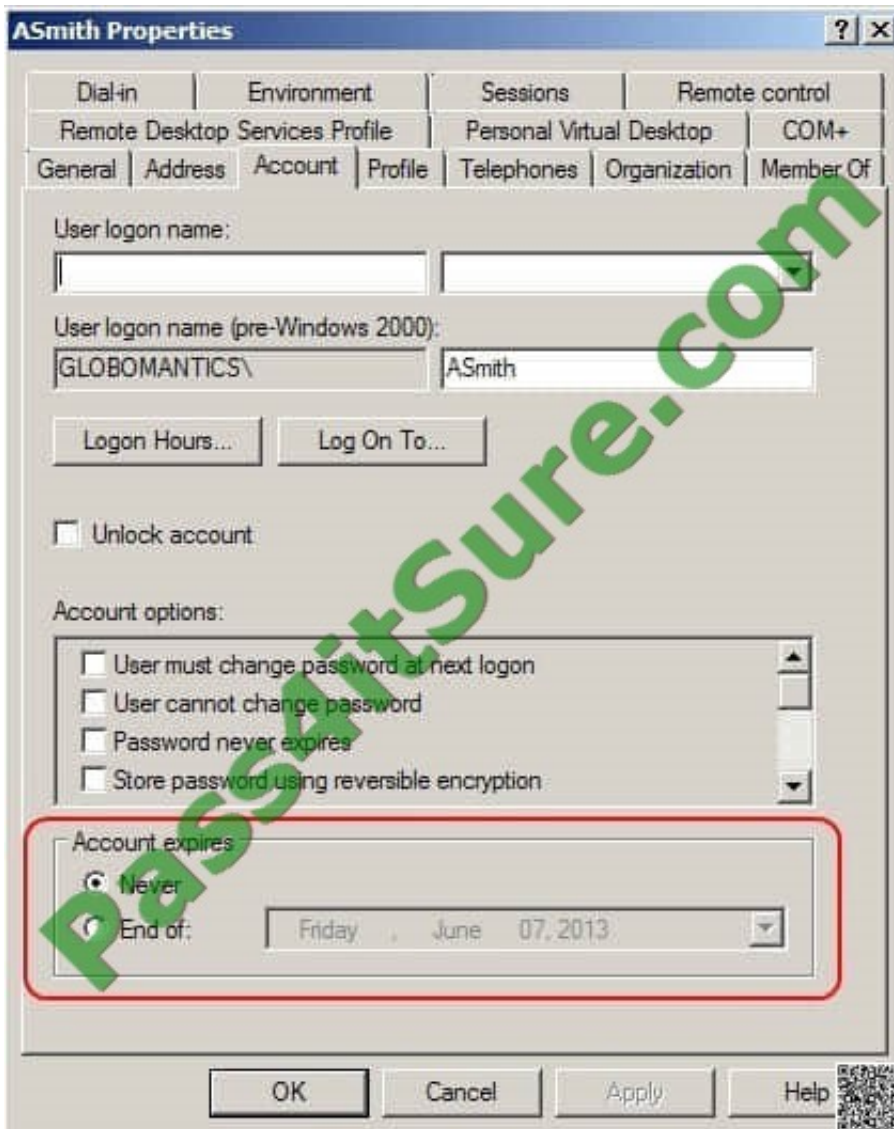 ASmith Properties
Dial-in Environment Sessions Remote control
Remote Desktop Services Profile Personal Virtual Desktop COM+
General Address Account Profile Telephones Organization Member Of
User logon name:
User logon name (pre-Windows 2000):
GLOBOMANTICS\ ASmith
Logon Hours... Log On To...
Unlock account
Account options:
User must change password at next logon
User cannot change password
Password never expires
Store password using reversible encryption
Account expires
Never
End of: Friday , June 07, 2013
OK Cancel Apply Help
Pass4itSure.com